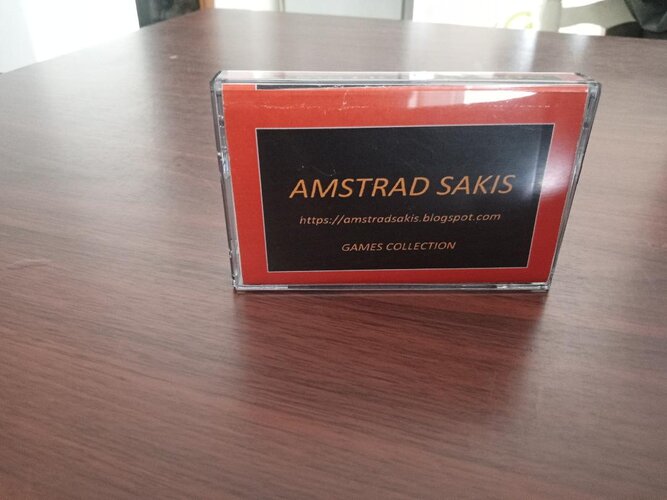 AMSTRAD SAKIS
https://amstradsakis.blogspot.com
GAMES COLLECTION